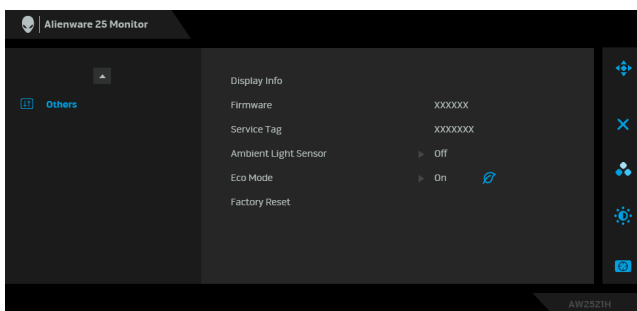 Alienware 25 Monitor
Others
Display Info
Firmware XXXXXX
Service Tag XXXXXXX
Ambient Light Sensor Off
Eco Mode On
Factory Reset
AW2521H